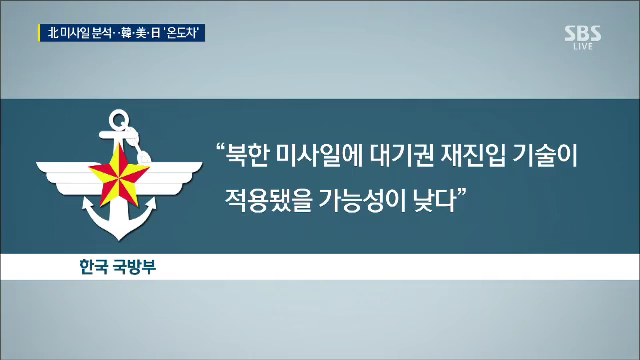 北 미사일 분석‥韓·美·日 '온도차'
SBS
LIVE
“북한 미사일에 대기권 재진입 기술이
적용됐을 가능성이 낮다”
한국 국방부